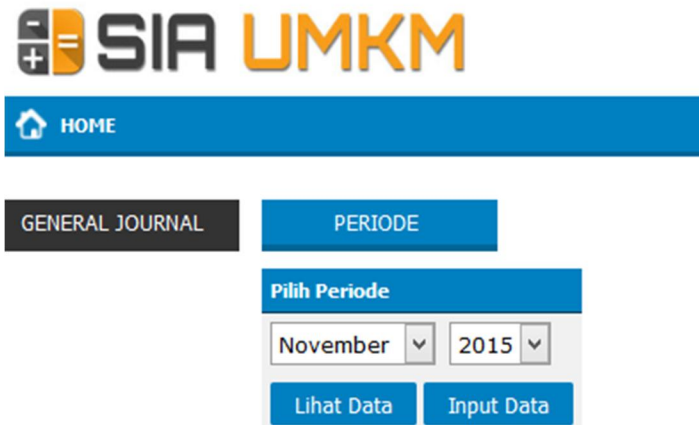 SIA UMKM
HOME
GENERAL JOURNAL
PERIODE
Pilih Periode
November 2015
Lihat Data Input Data